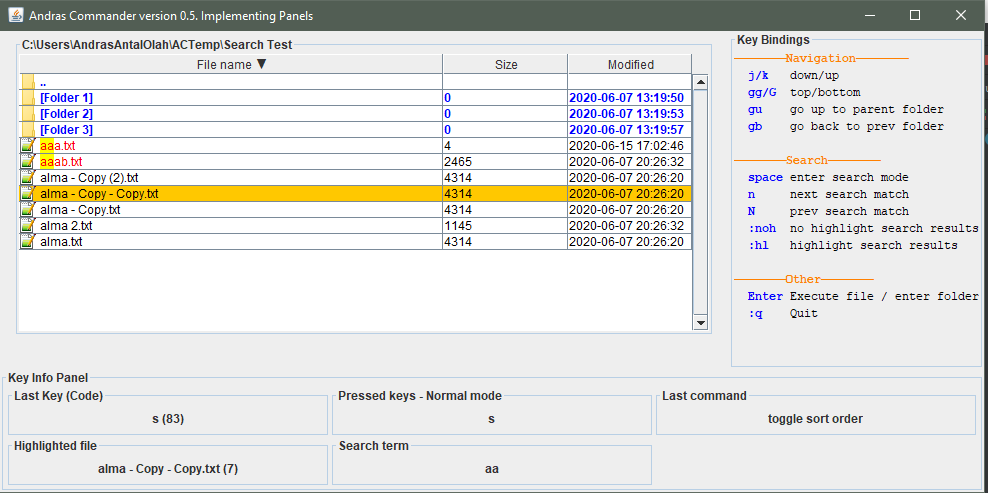 Andras Commander version 0.5. Implementing Panels
C:\Users\AndrasAntalOlah\ACTemp\Search Test
File name ▼ Size Modified
..
[Folder 1] 0 2020-06-07 13:19:50
[Folder 2] 0 2020-06-07 13:19:53
[Folder 3] 0 2020-06-07 13:19:57
aaa.txt 4 2020-06-15 17:02:46
aaab.txt 2465 2020-06-07 20:26:32
alma - Copy (2).txt 4314 2020-06-07 20:26:20
alma - Copy - Copy.txt 4314 2020-06-07 20:26:20
alma - Copy.txt 4314 2020-06-07 20:26:20
alma 2.txt 1145 2020-06-07 20:26:32
alma.txt 4314 2020-06-07 20:26:20
Key Bindings
Navigation
j/k down/up
gg/G top/bottom
gu go up to parent folder
gb go back to prev folder
Search
space enter search mode
n next search match
N prev search match
:noh no highlight search results
:hl highlight search results
Other
Enter Execute file / enter folder
:q Quit
Key Info Panel
Last Key (Code) Pressed keys - Normal mode Last command
s (83) s toggle sort order
Highlighted file Search term
alma - Copy - Copy.txt (7) aa